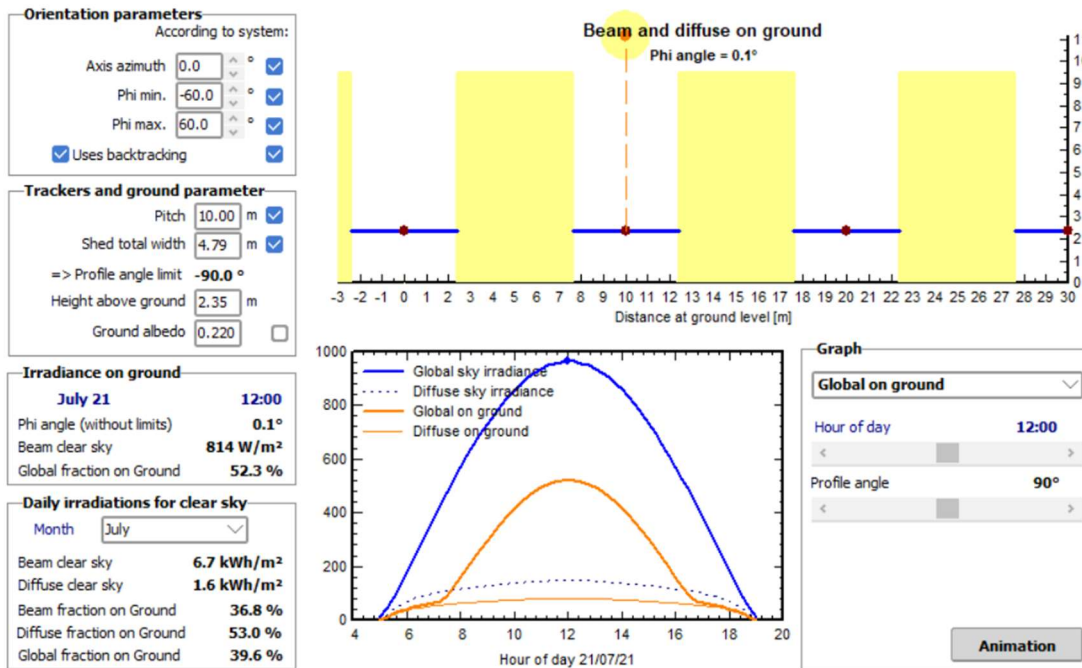 Orientation parameters
According to system:
Axis azimuth 0.0 °
Phi min. -60.0 °
Phi max. 60.0 °
Uses backtracking
Trackers and ground parameter
Pitch 10.00 m
Shed total width 4.79 m
=> Profile angle limit -90.0 °
Height above ground 2.35 m
Ground albedo 0.220
Irradiance on ground
July 21 12:00
Phi angle (without limits) 0.1°
Beam clear sky 814 W/m²
Global fraction on Ground 52.3 %
Daily irradiations for clear sky
Month July
Beam clear sky 6.7 kWh/m²
Diffuse clear sky 1.6 kWh/m²
Beam fraction on Ground 36.8 %
Diffuse fraction on Ground 53.0 %
Global fraction on Ground 39.6 %
Beam and diffuse on ground
Phi angle = 0.1°
11
10
9
8
7
6
5
4
3
2
1
0
-3 -2 -1 0 1 2 3 4 5 6 7 8 9 10 11 12 13 14 15 16 17 18 19 20 21 22 23 24 25 26 27 28 29 30
Distance at ground level [m]
1000
800
600
400
200
0
Global sky irradiance
Diffuse sky irradiance
Global on ground
Diffuse on ground
4 6 8 10 12 14 16 18 20
Hour of day 21/07/21
Graph
Global on ground
Hour of day 12:00
Profile angle 90°
Animation